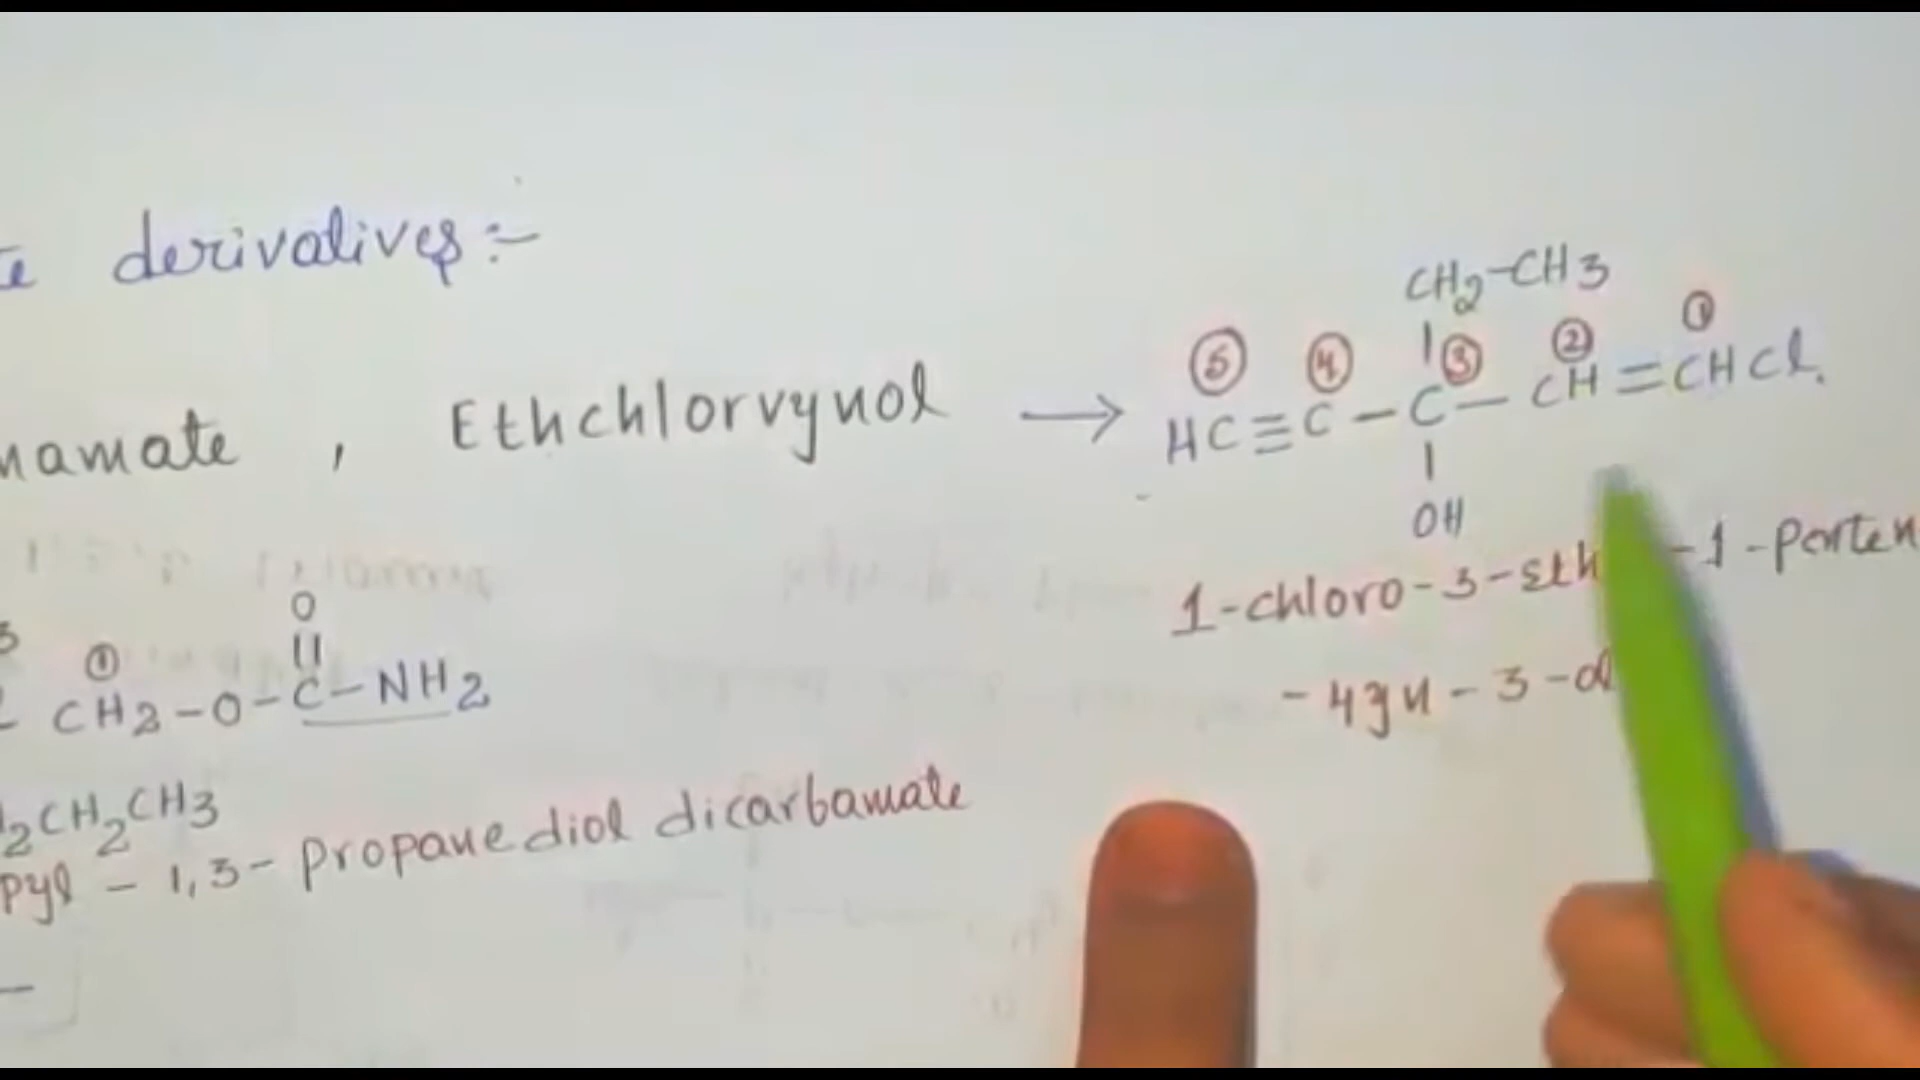 derivatives:-
CH2-CH3
⑤ ④ ③ ② ①
namate , Ethchlorvynol → HC≡C-C-CH=CHCl.
OH
1-chloro-3-Eth -1-penten
-4yn-3-ol
O
①
CH2-O-C-NH2
2CH2CH3
pyl - 1,3-propanediol dicarbamate